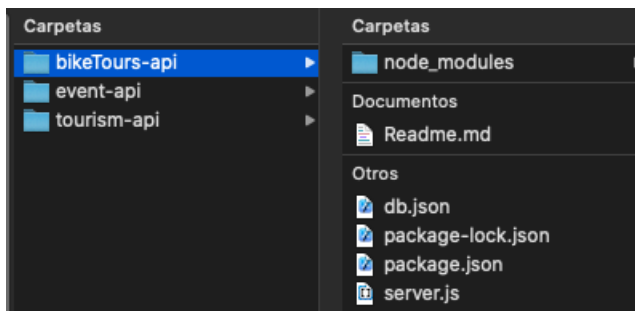 Carpetas
bikeTours-api
event-api
tourism-api
Carpetas
node_modules
Documentos
Readme.md
Otros
db.json
package-lock.json
package.json
server.js